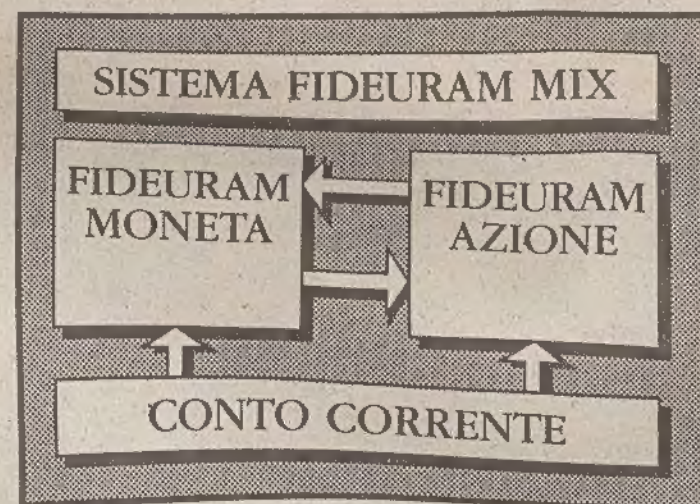 SISTEMA FIDEURAM MIX
FIDEURAM
MONETA
FIDEURAM
AZIONE
CONTO CORRENTE